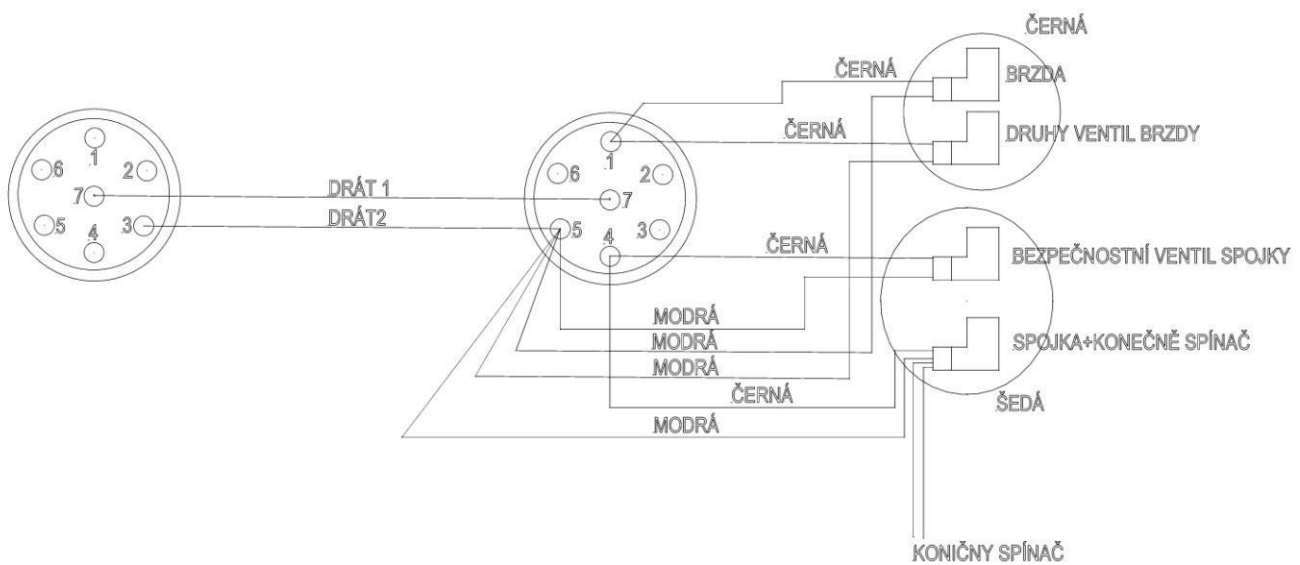 ČERNÁ
ČERNÁ
BRZDA
ČERNÁ
DRUHY VENTIL BRZDY
1
6
2
7
5
3
4
DRÁT 1
DRÁT2
1
6
2
7
5
3
4
ČERNÁ
BEZPEČNOSTNÍ VENTIL SPOJKY
MODRÁ
MODRÁ
SPOJKA+KONEČNĚ SPÍNAČ
MODRÁ
ČERNÁ
ŠEDÁ
MODRÁ
KONIČNY SPÍNAČ